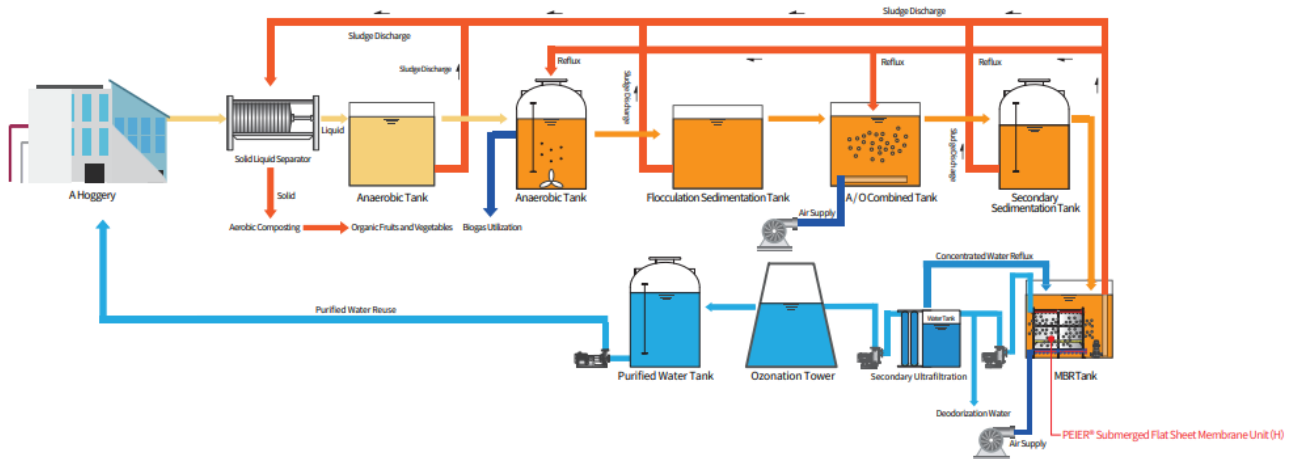 Sludge Discharge
Sludge Discharge
Sludge Discharge
Reflux
Sludge Discharge
Reflux
Reflux
Sludge Discharge
Liquid
Solid Liquid Separator
A Hoggery
Anaerobic Tank
Anaerobic Tank
Flocculation Sedimentation Tank
A / O Combined Tank
Secondary
Sedimentation Tank
Solid
Aerobic Composting
Organic Fruits and Vegetables
Biogas Utilization
Air Supply
Concentrated Water Reflux
Purified Water Reuse
Water Tank
Purified Water Tank
Ozonation Tower
Secondary Ultrafiltration
MBR Tank
Deodorization Water
Air Supply
PEIER® Submerged Flat Sheet Membrane Unit (H)